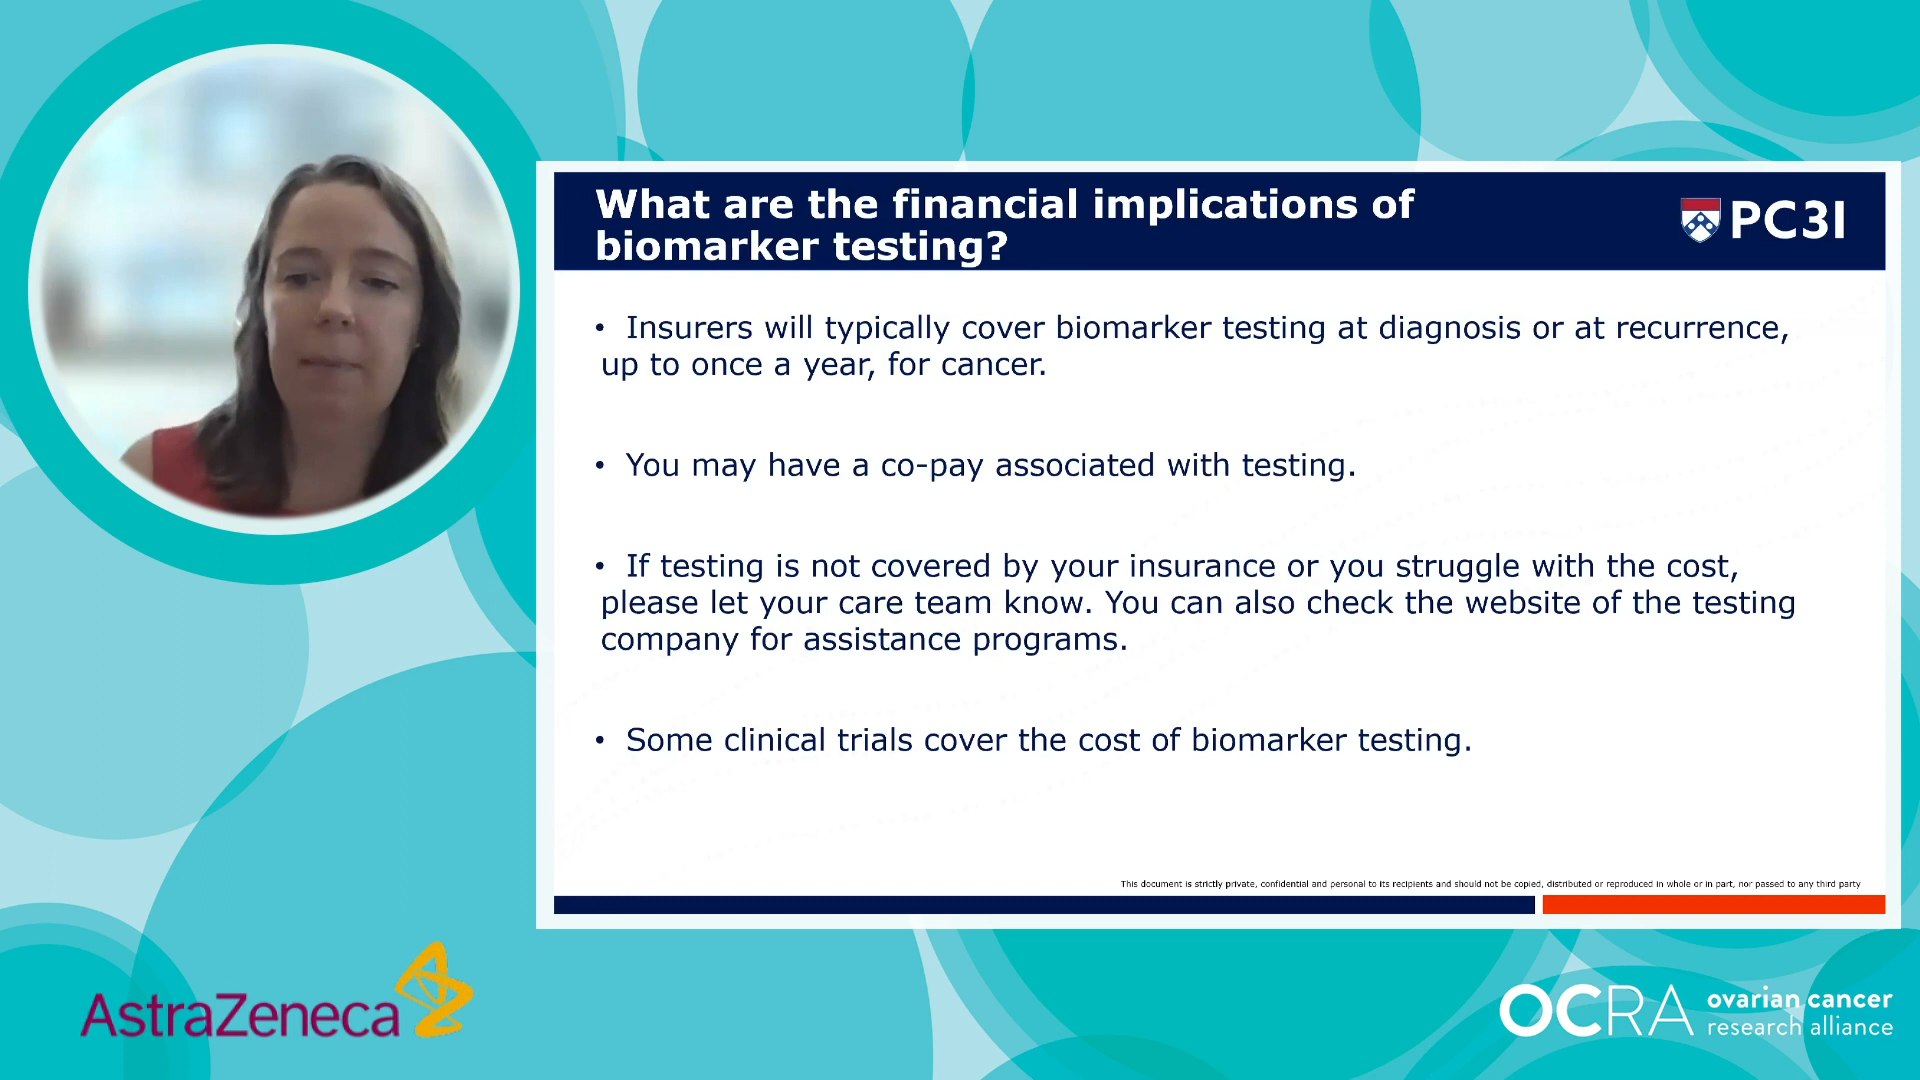 What are the financial implications of
biomarker testing?
PC3I
• Insurers will typically cover biomarker testing at diagnosis or at recurrence,
up to once a year, for cancer.
• You may have a co-pay associated with testing.
• If testing is not covered by your insurance or you struggle with the cost,
please let your care team know. You can also check the website of the testing
company for assistance programs.
• Some clinical trials cover the cost of biomarker testing.
This document is strictly private, confidential and personal to its recipients and should not be copied, distributed or reproduced in whole or in part, nor passed to any third party
AstraZeneca
OCRA
ovarian cancer
research alliance